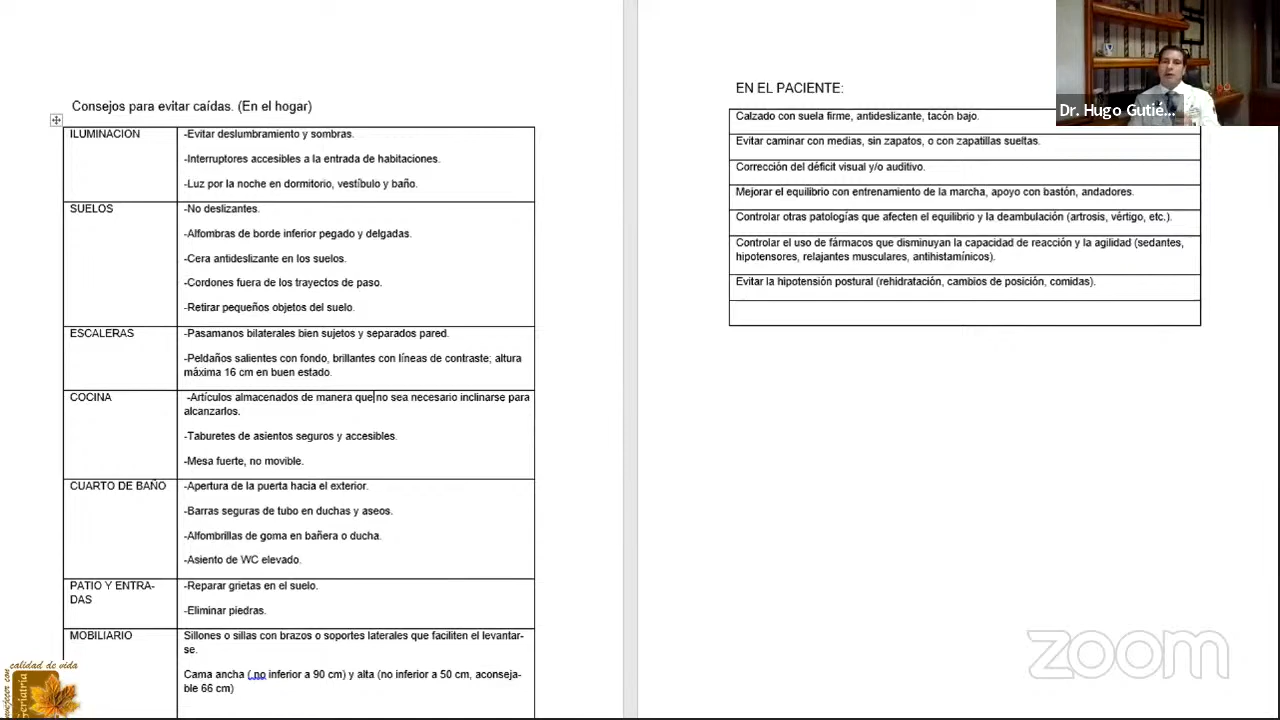 Consejos para evitar caídas. (En el hogar)
ILUMINACION
-Evitar deslumbramiento y sombras.
-Interruptores accesibles a la entrada de habitaciones.
-Luz por la noche en dormitorio, vestíbulo y baño.
SUELOS
-No deslizantes.
-Alfombras de borde inferior pegado y delgadas.
-Cera antideslizante en los suelos.
-Cordones fuera de los trayectos de paso.
-Retirar pequeños objetos del suelo.
ESCALERAS
-Pasamanos bilaterales bien sujetos y separados pared.
-Peldaños salientes con fondo, brillantes con líneas de contraste; altura
máxima 16 cm en buen estado.
COCINA
-Artículos almacenados de manera que no sea necesario inclinarse para
alcanzarlos.
-Taburetes de asientos seguros y accesibles.
-Mesa fuerte, no movible.
CUARTO DE BAÑO
-Apertura de la puerta hacia el exterior.
-Barras seguras de tubo en duchas y aseos.
-Alfombrillas de goma en bañera o ducha.
-Asiento de WC elevado.
PATIO Y ENTRA-
DAS
-Reparar grietas en el suelo.
-Eliminar piedras.
MOBILIARIO
Sillones o sillas con brazos o soportes laterales que faciliten el levantar-
se.
Cama ancha ( no inferior a 90 cm) y alta (no inferior a 50 cm, aconseja-
ble 66 cm)
EN EL PACIENTE:
Calzado con suela firme, antideslizante, tacón bajo.
Evitar caminar con medias, sin zapatos, o con zapatillas sueltas.
Corrección del déficit visual y/o auditivo.
Mejorar el equilibrio con entrenamiento de la marcha, apoyo con bastón, andadores.
Controlar otras patologías que afecten el equilibrio y la deambulación (artrosis, vértigo, etc.).
Controlar el uso de fármacos que disminuyan la capacidad de reacción y la agilidad (sedantes,
hipotensores, relajantes musculares, antihistamínicos).
Evitar la hipotensión postural (rehidratación, cambios de posición, comidas).
Dr. Hugo Gutié...
zoom
calidad de vida